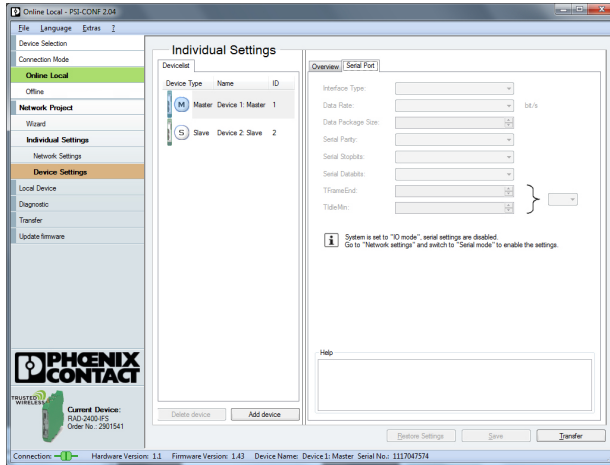 Online Local - PSI-CONF 2.04
File Language Extras ?
Device Selection
Connection Mode
Online Local
Offline
Network Project
Wizard
Individual Settings
Network Settings
Device Settings
Local Device
Diagnostic
Transfer
Update firmware
PHŒNIX
CONTACT
TRUSTED
WIRELESS
Current Device:
RAD-2400-IFS
Order No.: 2901541
Individual Settings
Devicelist
Device Type Name ID
M Master Device 1: Master 1
S Slave Device 2: Slave 2
Delete device Add device
Overview Serial Port
Interface Type:
Data Rate: bit/s
Data Package Size:
Serial Parity:
Serial Stopbits:
Serial Databits:
TFrameEnd:
TIdleMin:
System is set to "IO mode", serial settings are disabled.
Go to "Network settings" and switch to "Serial mode" to enable the settings.
Help
Restore Settings Save Transfer
Connection: Hardware Version: 1.1 Firmware Version: 1.43 Device Name: Device 1: Master Serial No.: 1117047574